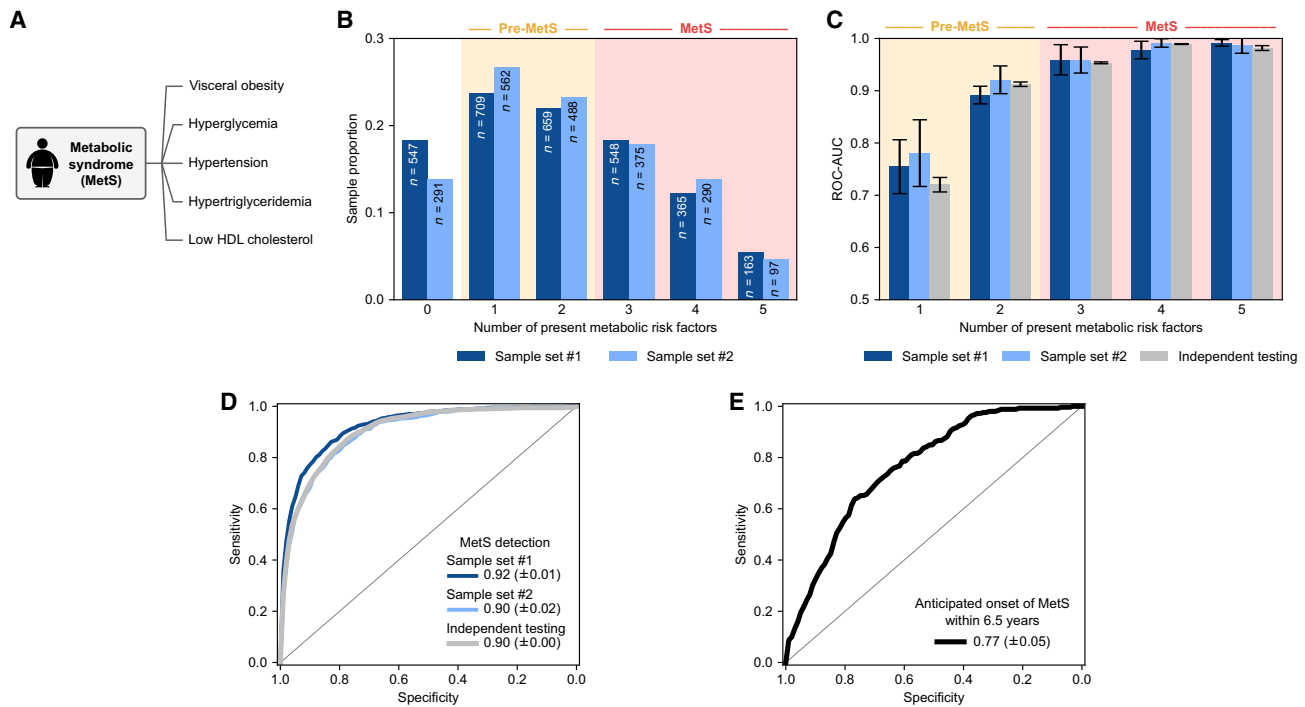 A
Metabolic
syndrome
(MetS)
Visceral obesity
Hyperglycemia
Hypertension
Hypertriglyceridemia
Low HDL cholesterol
B
Pre-MetS
MetS
Sample proportion
0.3
0.2
0.1
0.0
n = 547
n = 291
n = 709
n = 562
n = 659
n = 488
n = 548
n = 375
n = 365
n = 290
n = 163
n = 97
0 1 2 3 4 5
Number of present metabolic risk factors
Sample set #1 Sample set #2
C
Pre-MetS
MetS
ROC-AUC
1.0
0.9
0.8
0.7
0.6
0.5
1 2 3 4 5
Number of present metabolic risk factors
Sample set #1 Sample set #2 Independent testing
D
Sensitivity
1.0
0.8
0.6
0.4
0.2
0.0
MetS detection
Sample set #1
0.92 (±0.01)
Sample set #2
0.90 (±0.02)
Independent testing
0.90 (±0.00)
1.0 0.8 0.6 0.4 0.2 0.0
Specificity
E
Sensitivity
1.0
0.8
0.6
0.4
0.2
0.0
Anticipated onset of MetS
within 6.5 years
0.77 (±0.05)
1.0 0.8 0.6 0.4 0.2 0.0
Specificity